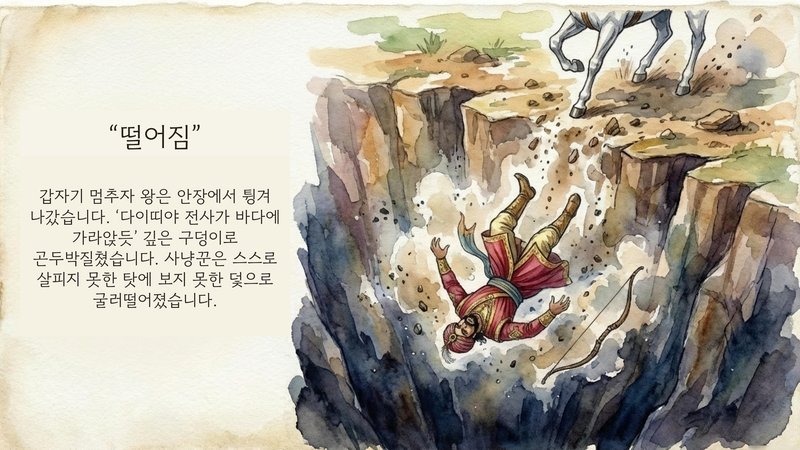 “떨어짐”
갑자기 멈추자 왕은 안장에서 튕겨
나갔습니다. ‘다이띠야 전사가 바다에
가라앉듯’ 깊은 구덩이로
곤두박질쳤습니다. 사냥꾼은 스스로
살피지 못한 탓에 보지 못한 덫으로
굴러떨어졌습니다.